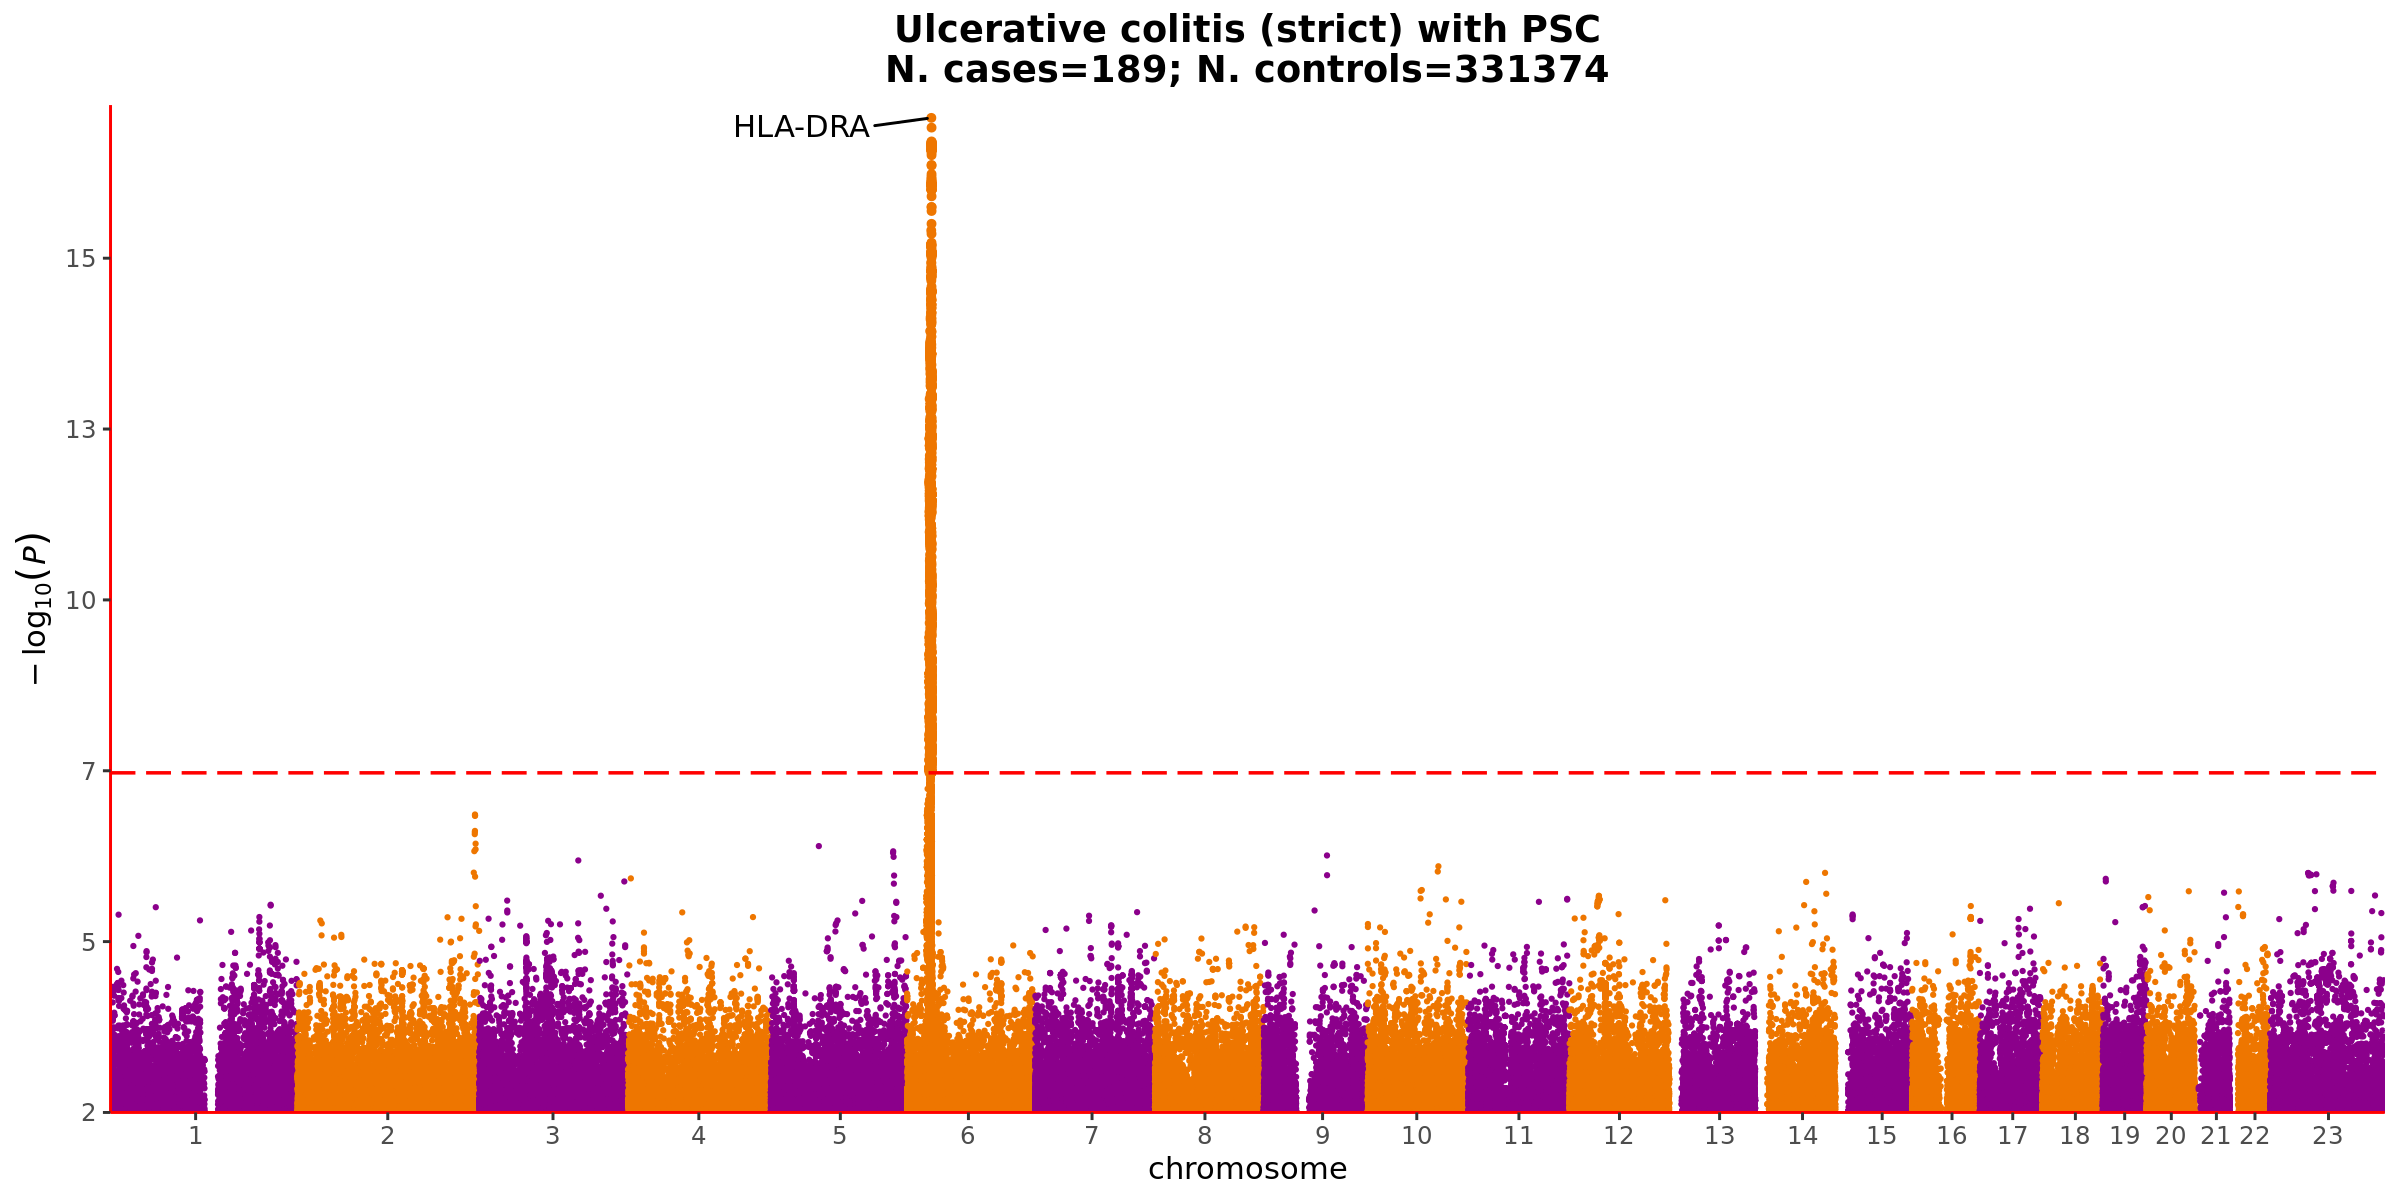 Ulcerative colitis (strict) with PSC
N. cases=189; N. controls=331374
HLA-DRA
15
13
10
7
5
2
−log10(P)
1 2 3 4 5 6 7 8 9 10 11 12 13 14 15 16 17 18 19 20 21 22 23
chromosome